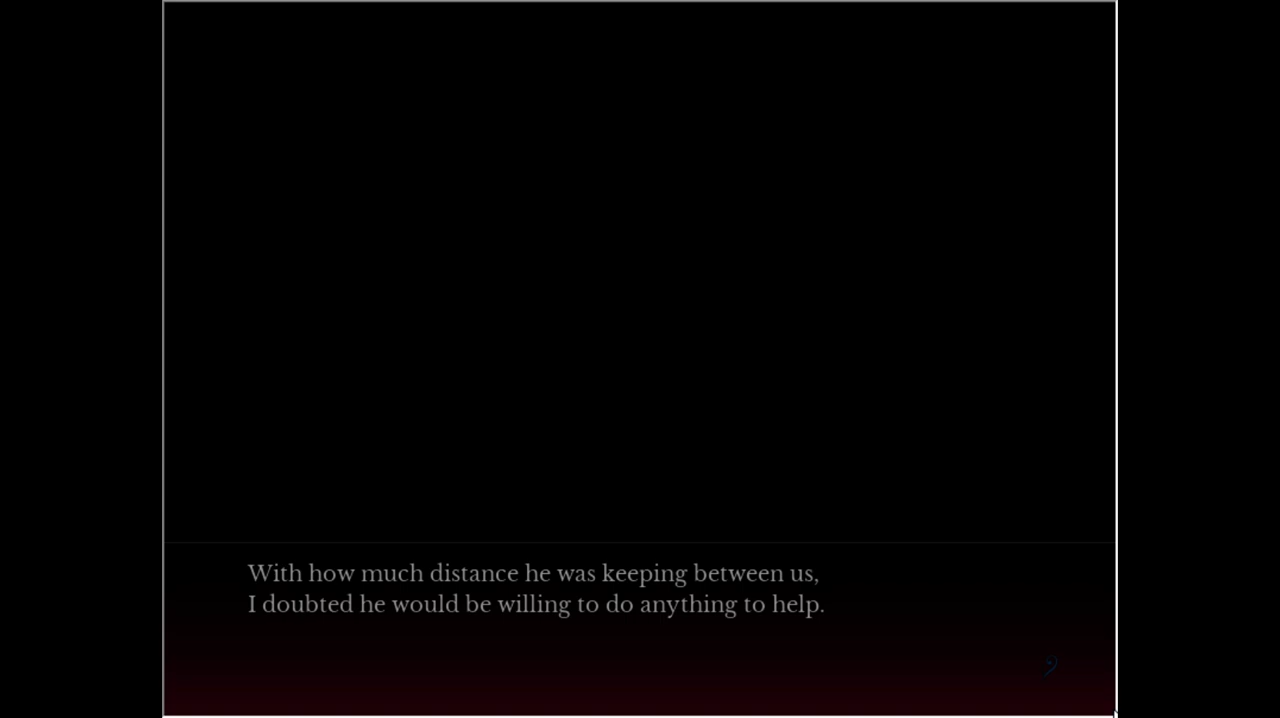 With how much distance he was keeping between us,
I doubted he would be willing to do anything to help.